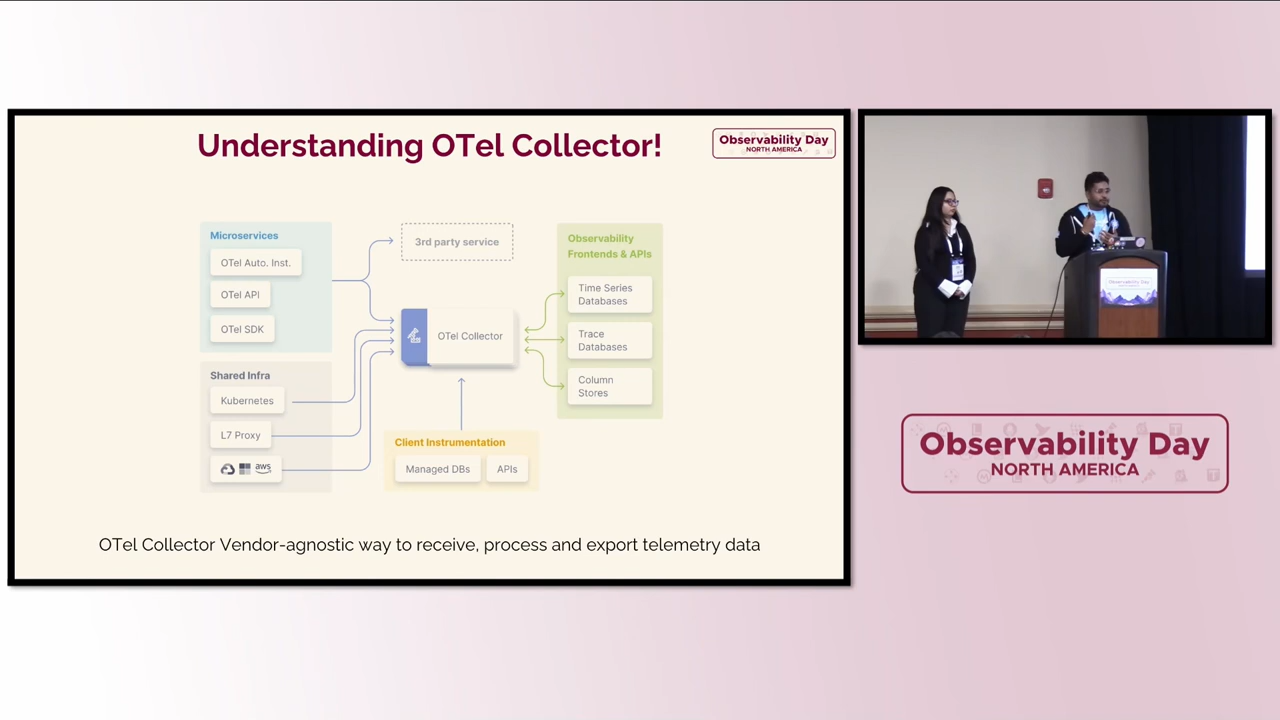 Understanding OTel Collector!
Observability Day
NORTH AMERICA
Microservices
OTel Auto. Inst.
OTel API
OTel SDK
Shared Infra
Kubernetes
L7 Proxy
aws
3rd party service
OTel Collector
Client Instrumentation
Managed DBs
APIs
Observability
Frontends & APIs
Time Series
Databases
Trace
Databases
Column
Stores
OTel Collector Vendor-agnostic way to receive, process and export telemetry data
Observability Day
Observability Day
NORTH AMERICA